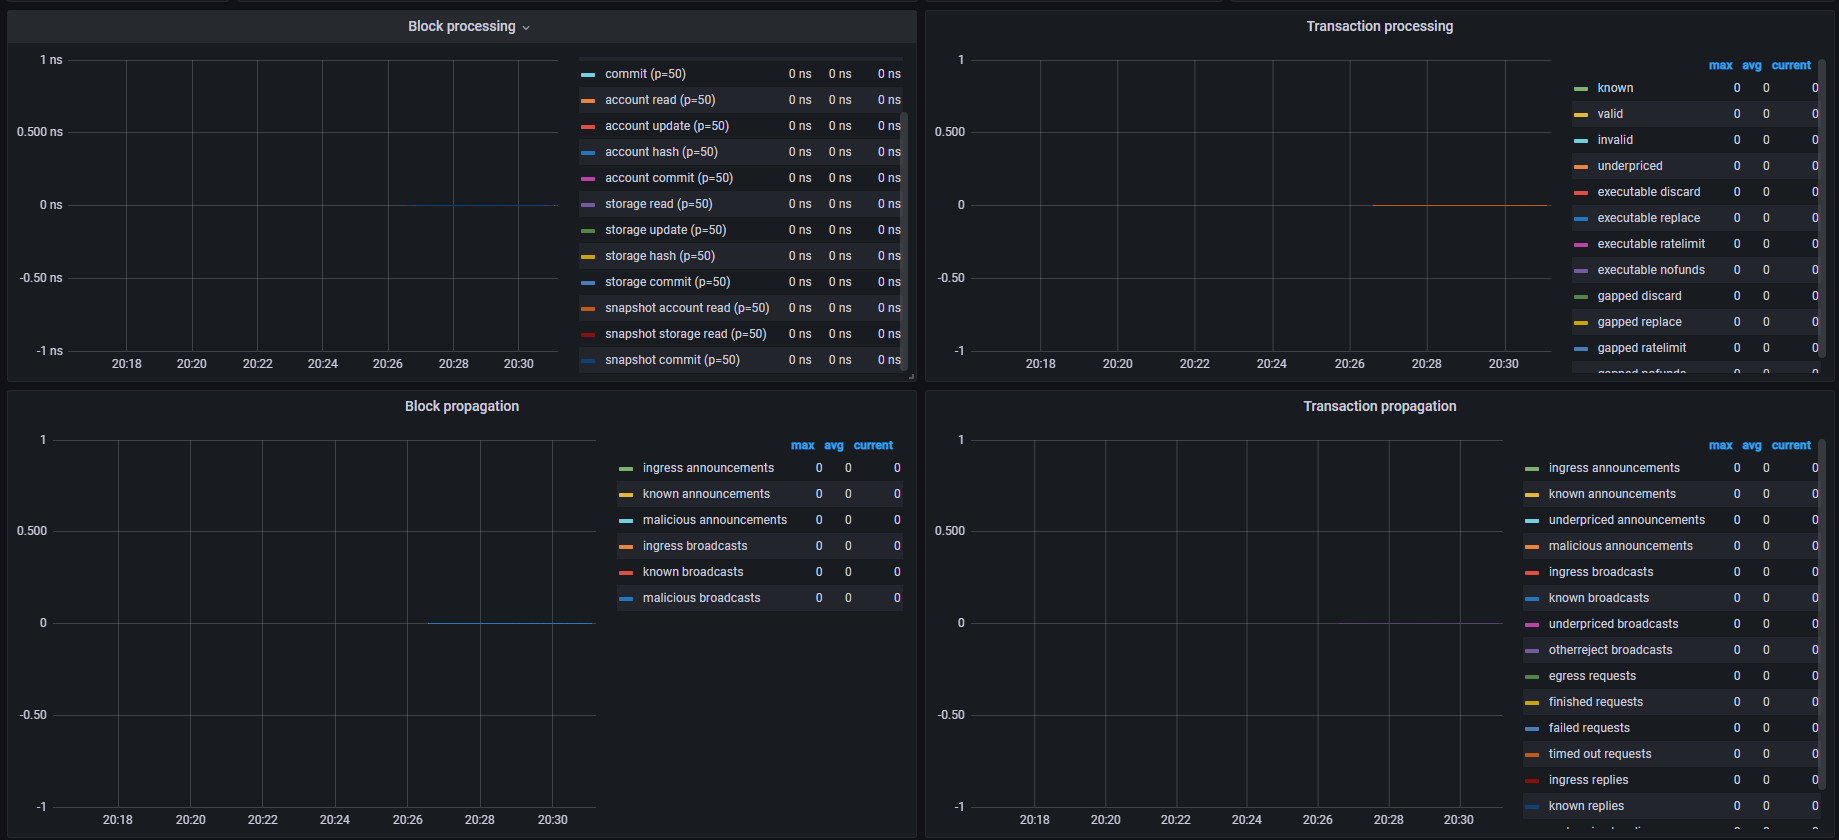 Block processing
1 ns
0.500 ns
0 ns
-0.50 ns
-1 ns
20:18 20:20 20:22 20:24 20:26 20:28 20:30
commit (p=50) 0 ns 0 ns 0 ns
account read (p=50) 0 ns 0 ns 0 ns
account update (p=50) 0 ns 0 ns 0 ns
account hash (p=50) 0 ns 0 ns 0 ns
account commit (p=50) 0 ns 0 ns 0 ns
storage read (p=50) 0 ns 0 ns 0 ns
storage update (p=50) 0 ns 0 ns 0 ns
storage hash (p=50) 0 ns 0 ns 0 ns
storage commit (p=50) 0 ns 0 ns 0 ns
snapshot account read (p=50) 0 ns 0 ns 0 ns
snapshot storage read (p=50) 0 ns 0 ns 0 ns
snapshot commit (p=50) 0 ns 0 ns 0 ns
Transaction processing
1
0.500
0
-0.50
-1
20:18 20:20 20:22 20:24 20:26 20:28 20:30
max avg current
known 0 0 0
valid 0 0 0
invalid 0 0 0
underpriced 0 0 0
executable discard 0 0 0
executable replace 0 0 0
executable ratelimit 0 0 0
executable nofunds 0 0 0
gapped discard 0 0 0
gapped replace 0 0 0
gapped ratelimit 0 0 0
gapped nofunds 0 0 0
Block propagation
1
0.500
0
-0.50
-1
20:18 20:20 20:22 20:24 20:26 20:28 20:30
max avg current
ingress announcements 0 0 0
known announcements 0 0 0
malicious announcements 0 0 0
ingress broadcasts 0 0 0
known broadcasts 0 0 0
malicious broadcasts 0 0 0
Transaction propagation
1
0.500
0
-0.50
-1
20:18 20:20 20:22 20:24 20:26 20:28 20:30
max avg current
ingress announcements 0 0 0
known announcements 0 0 0
underpriced announcements 0 0 0
malicious announcements 0 0 0
ingress broadcasts 0 0 0
known broadcasts 0 0 0
underpriced broadcasts 0 0 0
otherreject broadcasts 0 0 0
egress requests 0 0 0
finished requests 0 0 0
failed requests 0 0 0
timed out requests 0 0 0
ingress replies 0 0 0
known replies 0 0 0